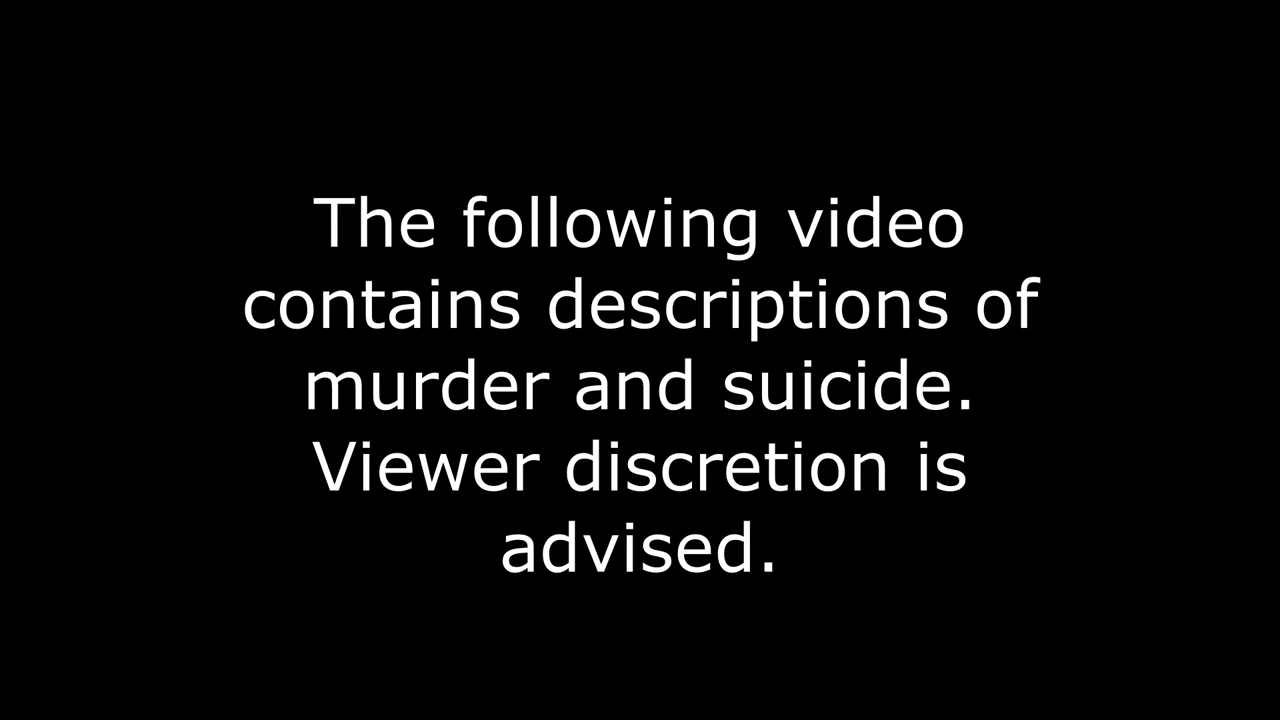 The following video
contains descriptions of
murder and suicide.
Viewer discretion is
advised.